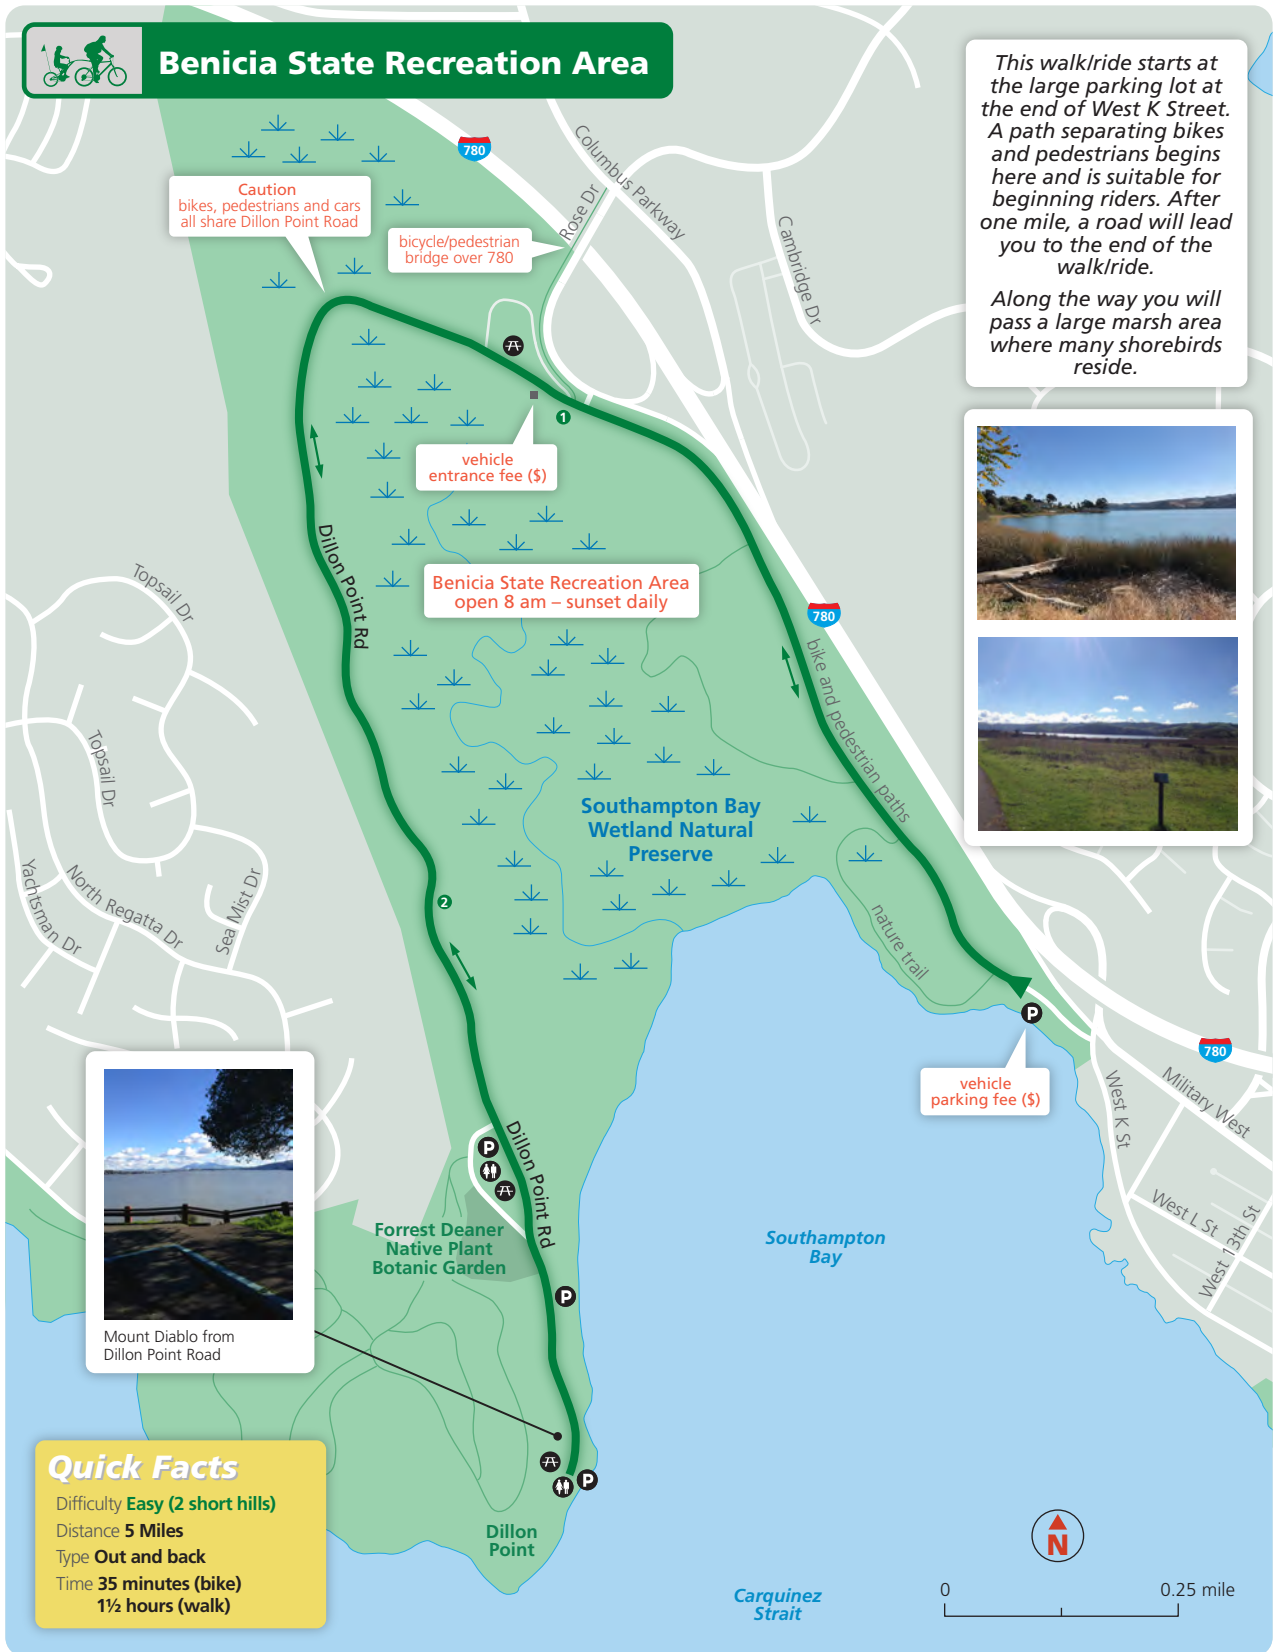 Benicia State Recreation Area
This walk/ride starts at
the large parking lot at
the end of West K Street.
A path separating bikes
and pedestrians begins
here and is suitable for
beginning riders. After
one mile, a road will lead
you to the end of the
walk/ride.
Along the way you will
pass a large marsh area
where many shorebirds
reside.
780
Columbus Parkway
Rose Dr
Cambridge Dr
Caution
bikes, pedestrians and cars
all share Dillon Point Road
bicycle/pedestrian
bridge over 780
1
vehicle
entrance fee ($)
Dillon Point Rd
Benicia State Recreation Area
open 8 am – sunset daily
780
bike and pedestrian paths
Topsail Dr
Topsail Dr
Southampton Bay
Wetland Natural
Preserve
Yachtsman Dr
North Regatta Dr
Sea Mist Dr
2
nature trail
P
780
vehicle
parking fee ($)
West K St
Military West
West L St
West 13th St
P
Dillon Point Rd
Forrest Deaner
Native Plant
Botanic Garden
Southampton
Bay
P
Mount Diablo from
Dillon Point Road
P
Quick Facts
Difficulty Easy (2 short hills)
Distance 5 Miles
Type Out and back
Time 35 minutes (bike)
1½ hours (walk)
Dillon
Point
N
Carquinez
Strait
0 0.25 mile